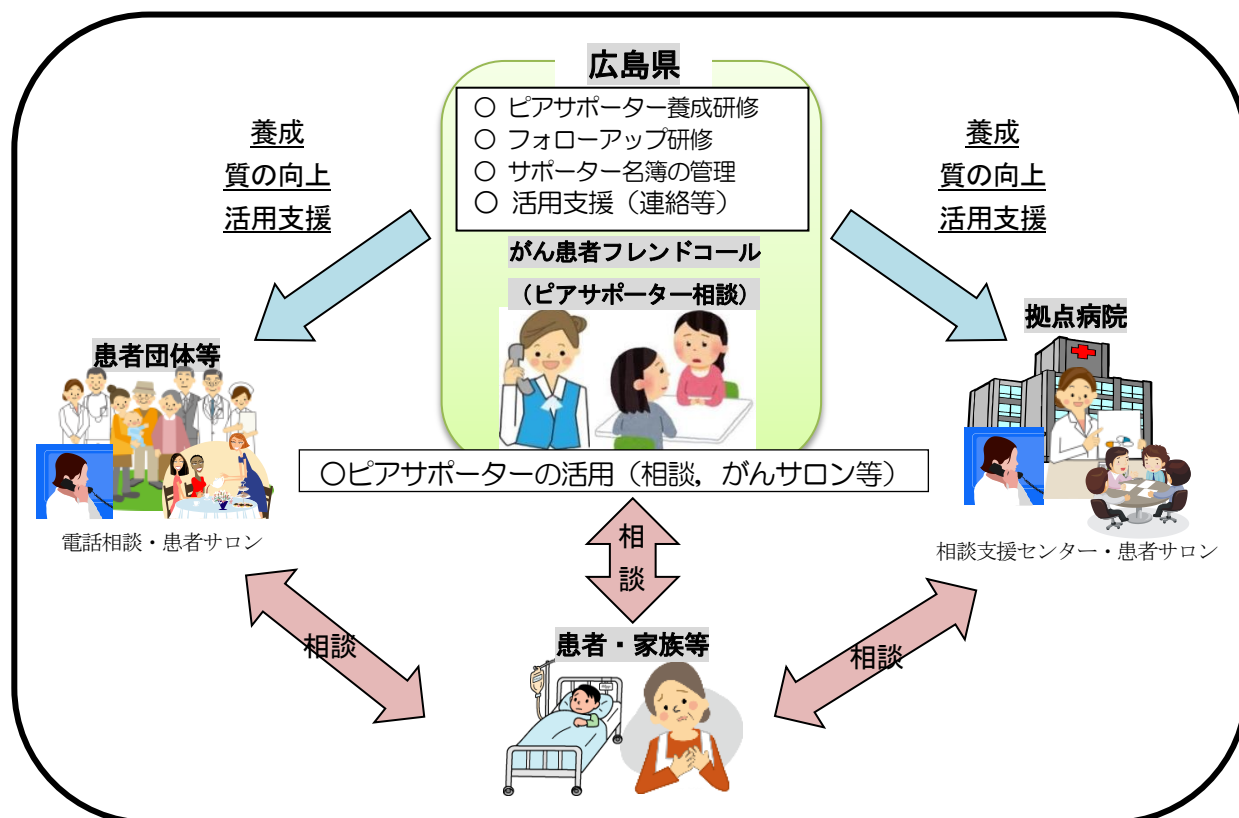 広島県
○ ピアサポーター養成研修
○ フォローアップ研修
○ サポーター名簿の管理
○ 活用支援（連絡等）
がん患者フレンドコール
（ピアサポーター相談）
養成
質の向上
活用支援
養成
質の向上
活用支援
患者団体等
電話相談・患者サロン
拠点病院
相談支援センター・患者サロン
○ピアサポーターの活用（相談，がんサロン等）
相談
相
談
相談
患者・家族等